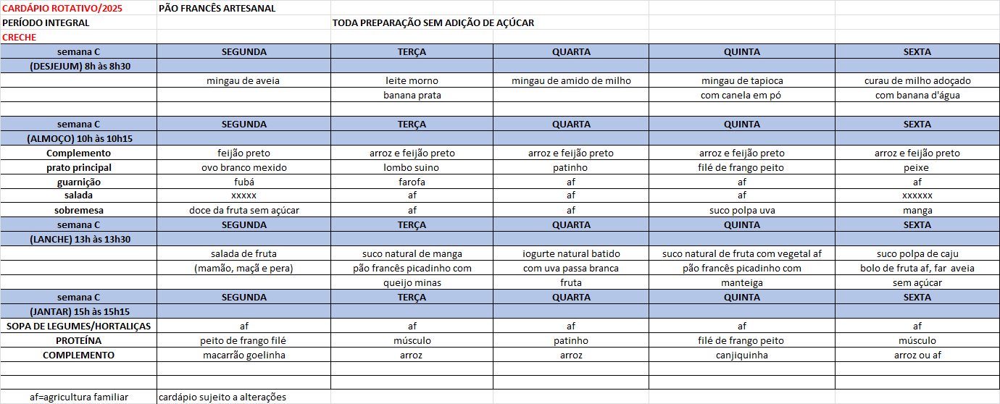 CARDÁPIO ROTATIVO/2025 PÃO FRANCÊS ARTESANAL
PERÍODO INTEGRAL TODA PREPARAÇÃO SEM ADIÇÃO DE AÇÚCAR
CRECHE
semana C SEGUNDA TERÇA QUARTA QUINTA SEXTA
(DESJEJUM) 8h às 8h30
mingau de aveia leite morno mingau de amido de milho mingau de tapioca curau de milho adoçado
banana prata com canela em pó com banana d'água
semana C SEGUNDA TERÇA QUARTA QUINTA SEXTA
(ALMOÇO) 10h às 10h15
Complemento feijão preto arroz e feijão preto arroz e feijão preto arroz e feijão preto arroz e feijão preto
prato principal ovo branco mexido lombo suino patinho filé de frango peito peixe
guarnição fubá farofa af af af
salada xxxxx af af af xxxxxx
sobremesa doce da fruta sem açúcar af af suco polpa uva manga
semana C SEGUNDA TERÇA QUARTA QUINTA SEXTA
(LANCHE) 13h às 13h30
salada de fruta suco natural de manga iogurte natural batido suco natural de fruta com vegetal af suco polpa de caju
(mamão, maçã e pera) pão francês picadinho com com uva passa branca pão francês picadinho com bolo de fruta af, far aveia
queijo minas fruta manteiga sem açúcar
semana C SEGUNDA TERÇA QUARTA QUINTA SEXTA
(JANTAR) 15h às 15h15
SOPA DE LEGUMES/HORTALIÇAS af af af af af
PROTEÍNA peito de frango filé músculo patinho filé de frango peito músculo
COMPLEMENTO macarrão goelinha arroz arroz canjiquinha arroz ou af
af=agricultura familiar cardápio sujeito a alterações